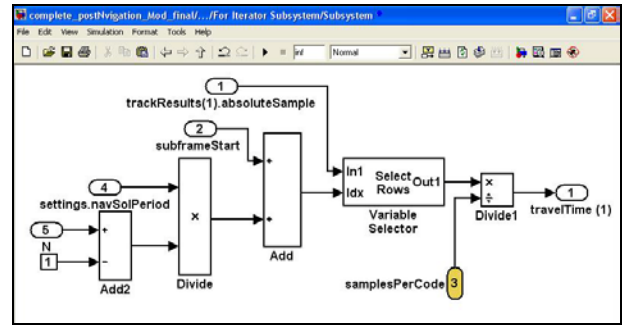 complete_postNvigation_Mod_final/.../For Iterator Subsystem/Subsystem *
File Edit View Simulation Format Tools Help
inf Normal
1
trackResults(1).absoluteSample
2
subframeStart
4
settings.navSolPeriod
5
N
1
+
−
Add2
×
Divide
+
+
Add
In1 Select Out1
Idx Rows
Variable
Selector
×
÷
Divide1
1
travelTime (1)
samplesPerCode 3